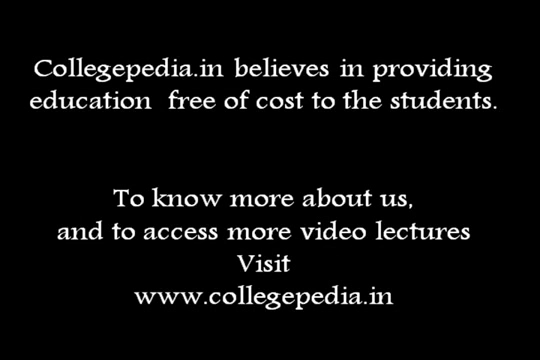 Collegepedia.in believes in providing
education free of cost to the students.
To know more about us,
and to access more video lectures
Visit
www.collegepedia.in